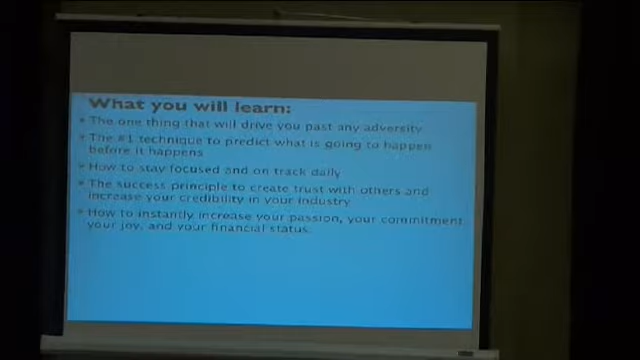 What you will learn:
• The one thing that will drive you past any adversity
• The #1 technique to predict what is going to happen
before it happens
• How to stay focused and on track daily
• The success principle to create trust with others and
increase your credibility in your industry
• How to instantly increase your passion, your commitment
your joy, and your financial status.